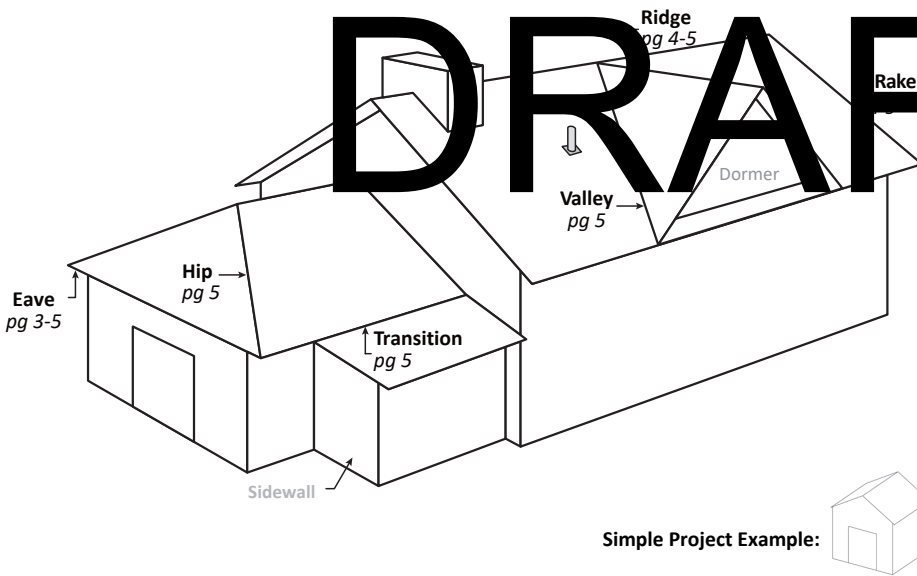 DRAF
Ridge
pg 4-5
Rake
Dormer
Valley
pg 5
Hip
pg 5
Eave
pg 3-5
Transition
pg 5
Sidewall
Simple Project Example: